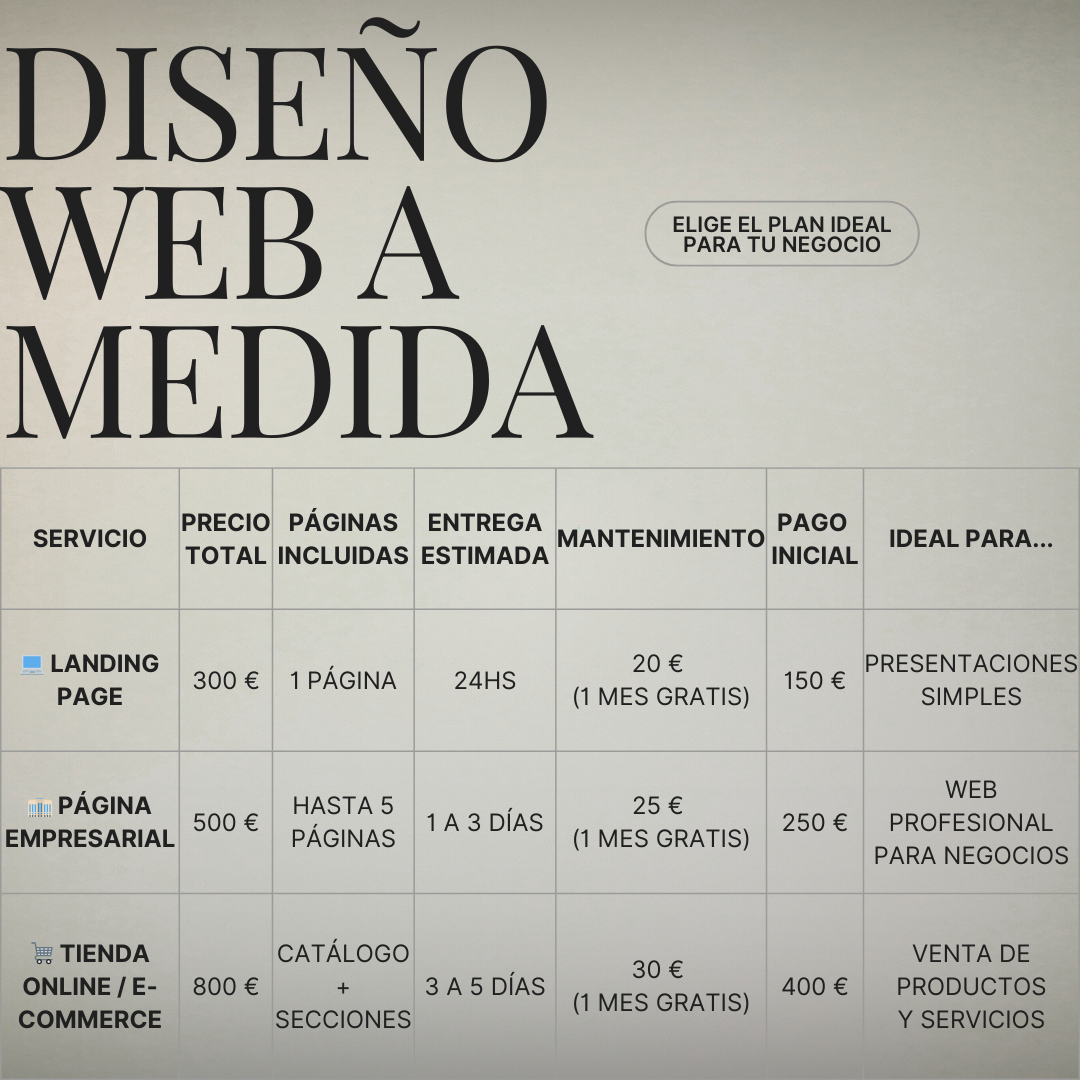 DISEÑO
WEB A
MEDIDA
ELIGE EL PLAN IDEAL
PARA TU NEGOCIO
SERVICIO
PRECIO
TOTAL
PÁGINAS
INCLUIDAS
ENTREGA
ESTIMADA
MANTENIMIENTO
PAGO
INICIAL
IDEAL PARA...
LANDING
PAGE
300 €
1 PÁGINA
24HS
20 €
(1 MES GRATIS)
150 €
PRESENTACIONES
SIMPLES
PÁGINA
EMPRESARIAL
500 €
HASTA 5
PÁGINAS
1 A 3 DÍAS
25 €
(1 MES GRATIS)
250 €
WEB
PROFESIONAL
PARA NEGOCIOS
TIENDA
ONLINE / E-
COMMERCE
800 €
CATÁLOGO
+
SECCIONES
3 A 5 DÍAS
30 €
(1 MES GRATIS)
400 €
VENTA DE
PRODUCTOS
Y SERVICIOS